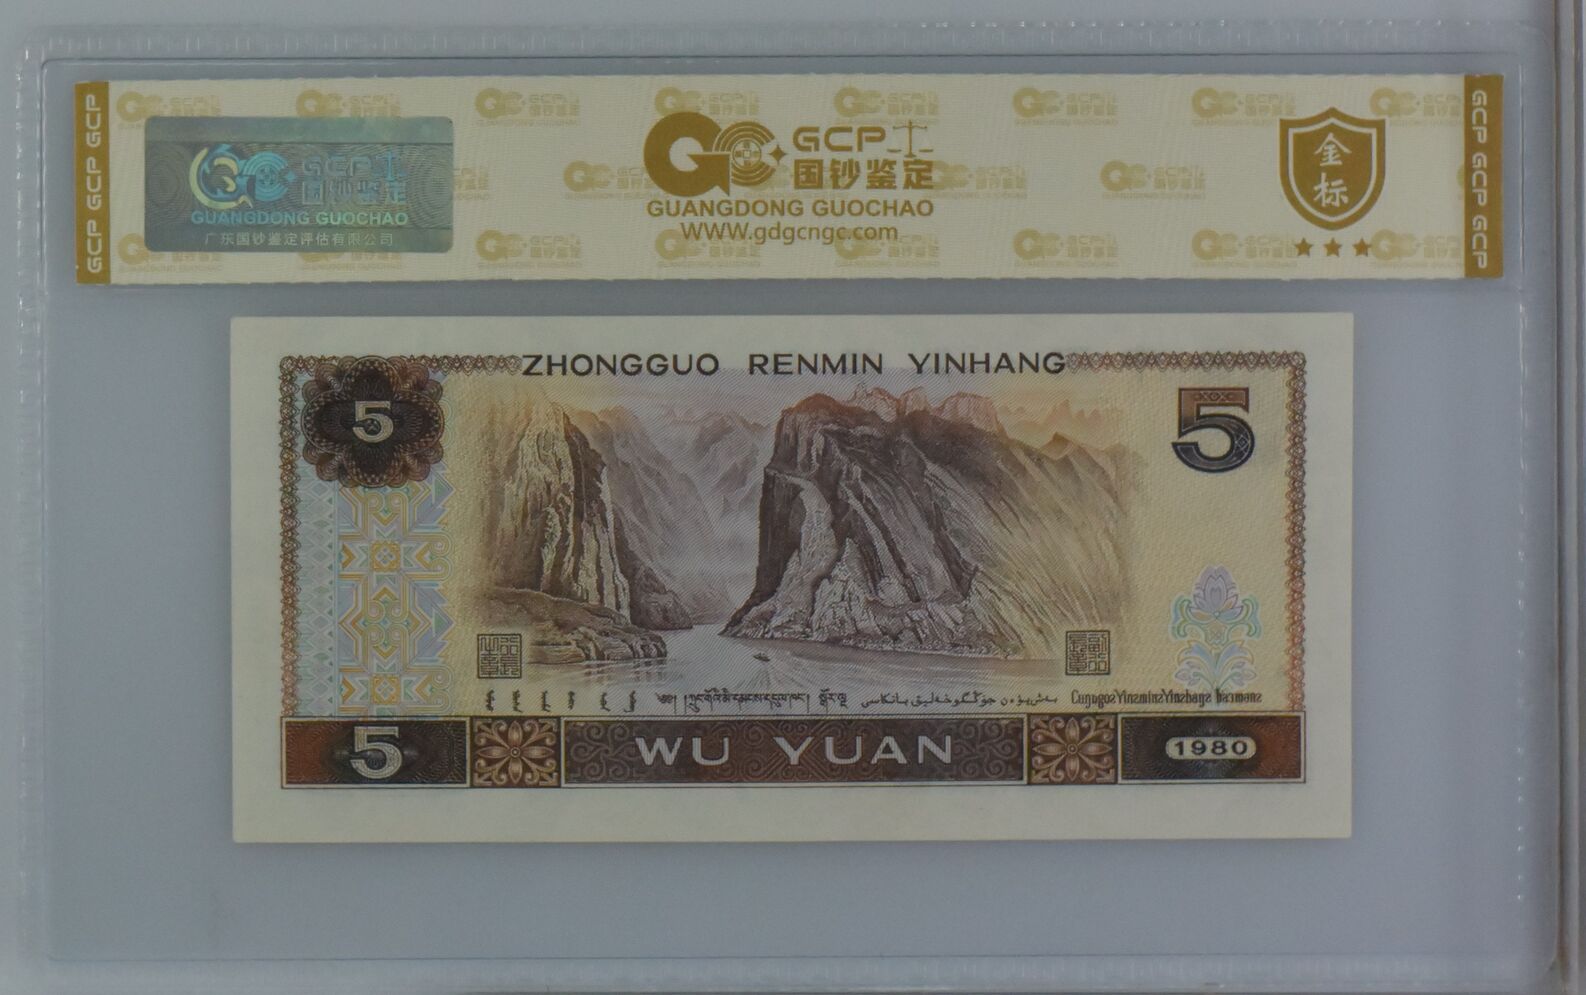 GCP GCP GCP
GCP
国钞鉴定
GUANGDONG GUOCHAO
广东国钞鉴定评估有限公司
GCP
国钞鉴定
GUANGDONG GUOCHAO
WWW.gdgcngc.com
金标
GCP GCP GCP
ZHONGGUO RENMIN YINHANG
5
5
5
WU YUAN
1980